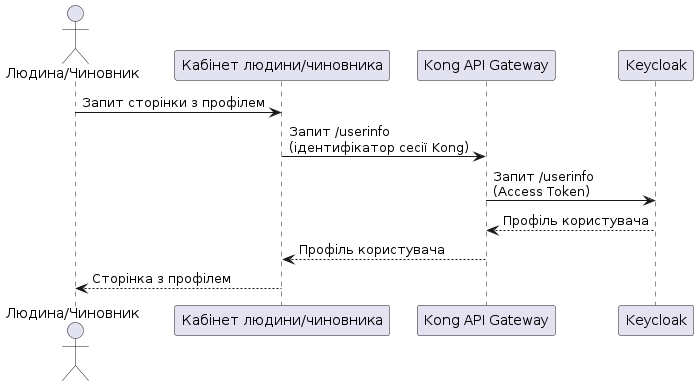 Людина/Чиновник
Кабінет людини/чиновника
Kong API Gateway
Keycloak
Запит сторінки з профілем
Запит /userinfo
(ідентифікатор сесії Kong)
Запит /userinfo
(Access Token)
Профіль користувача
Профіль користувача
Сторінка з профілем
Людина/Чиновник
Кабінет людини/чиновника
Kong API Gateway
Keycloak